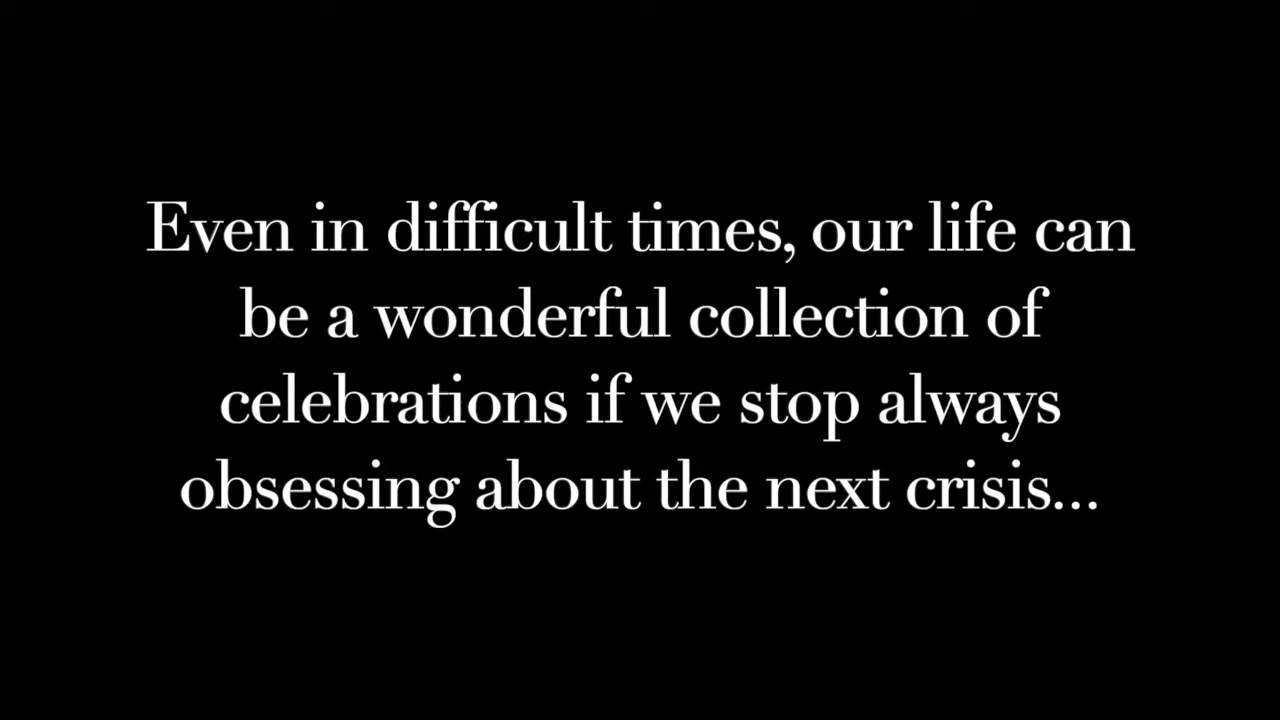 Even in difficult times, our life can
be a wonderful collection of
celebrations if we stop always
obsessing about the next crisis...